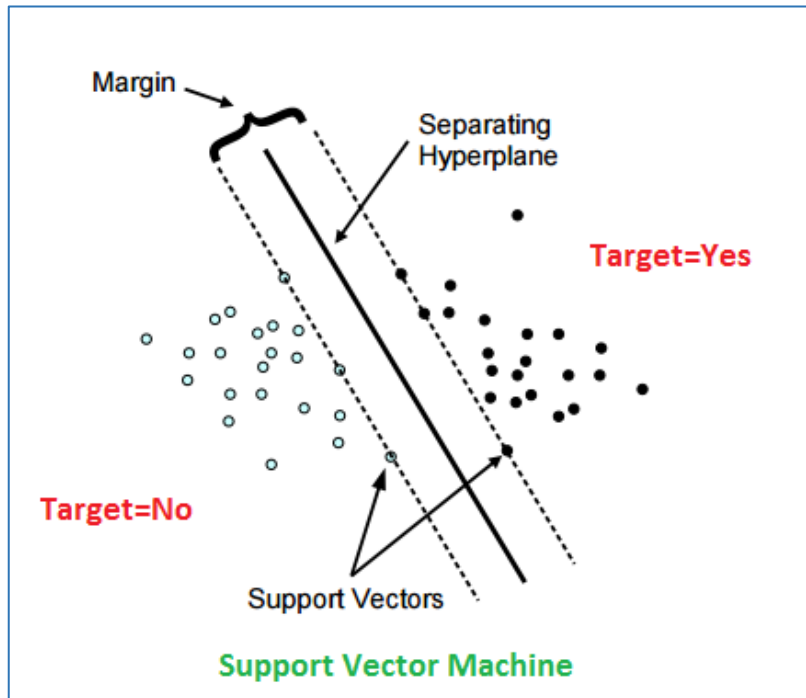 Margin
Separating
Hyperplane
Target=Yes
Target=No
Support Vectors
Support Vector Machine